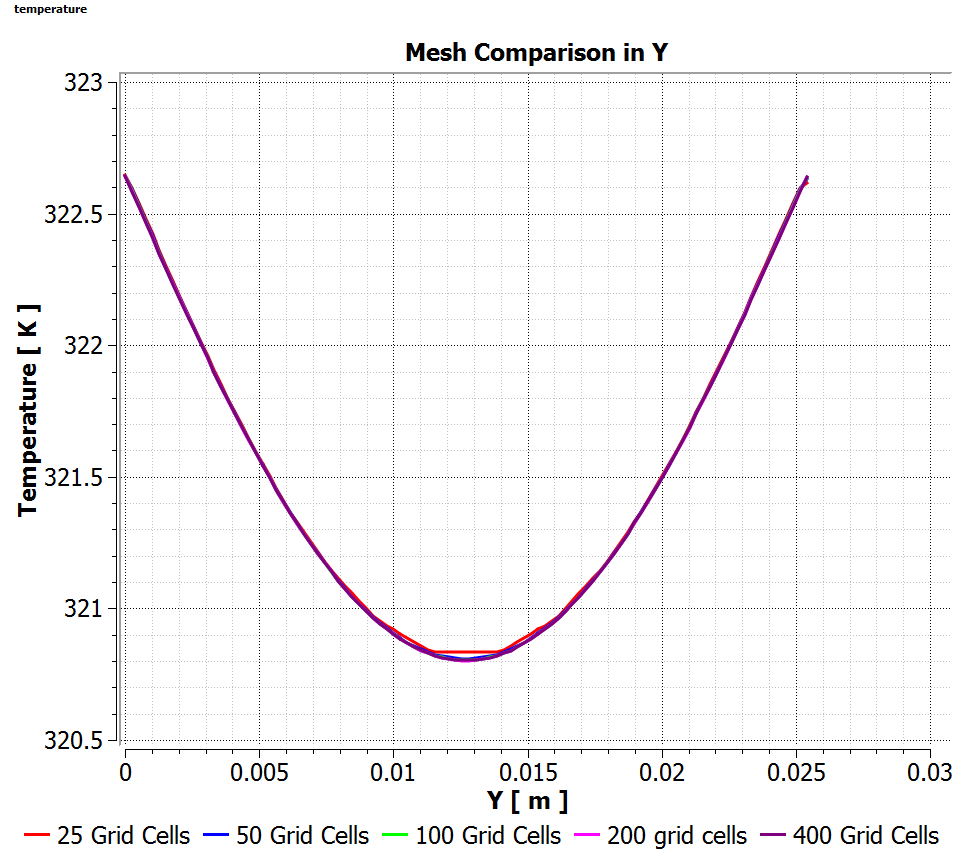 temperature
Mesh Comparison in Y
323
322.5
322
321.5
321
320.5
Temperature [ K ]
0 0.005 0.01 0.015 0.02 0.025 0.03
Y [ m ]
25 Grid Cells 50 Grid Cells 100 Grid Cells 200 grid cells 400 Grid Cells